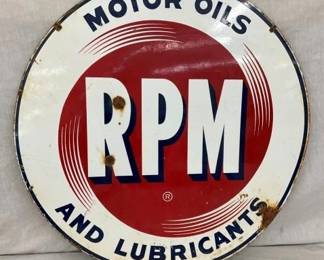 MOTOR OILS
RPM
®
AND LUBRICANTS